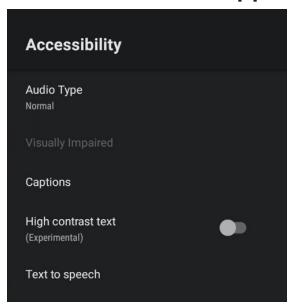 Accessibility
Audio Type
Normal
Visually Impaired
Captions
High contrast text
(Experimental)
Text to speech